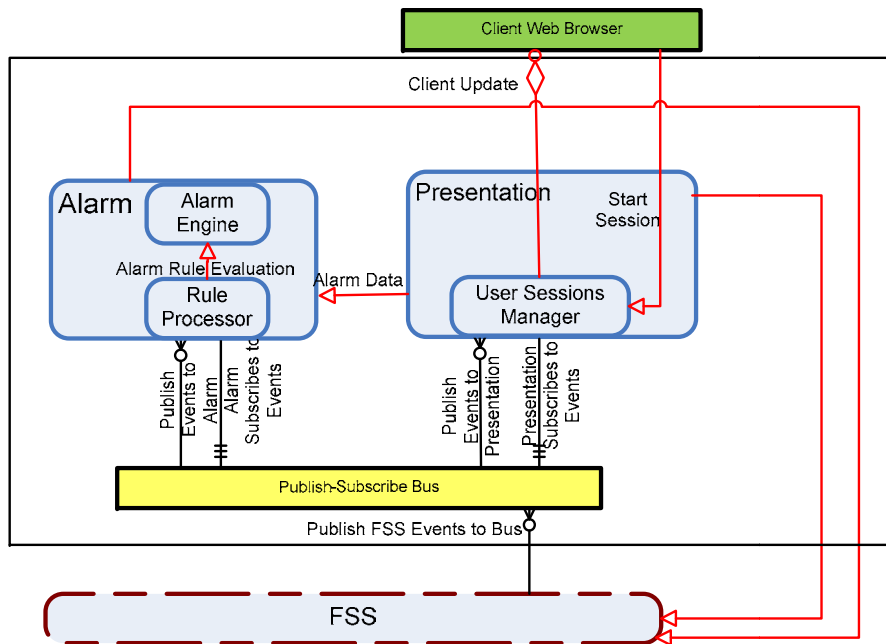 Client Web Browser
Client Update
Alarm
Alarm
Engine
Alarm Rule Evaluation
Rule
Processor
Alarm Data
Presentation
Start
Session
User Sessions
Manager
Publish
Events to
Alarm
Alarm
Subscribes to
Events
Publish
Events to
Presentation
Presentation
Subscribes to
Events
Publish-Subscribe Bus
Publish FSS Events to Bus
FSS